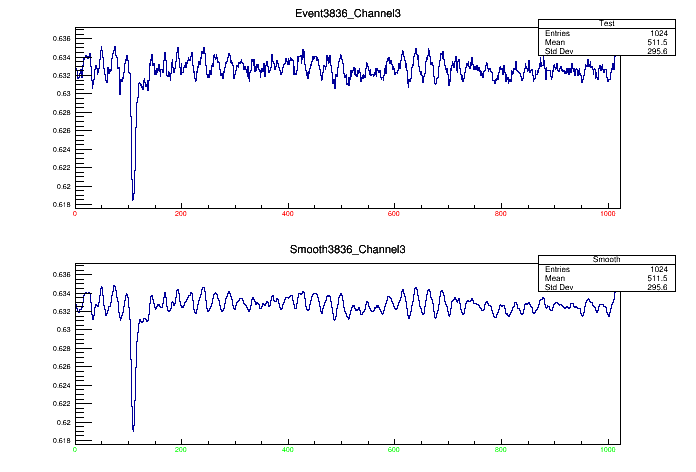 Event3836_Channel3
Test
Entries 1024
Mean 511.5
Std Dev 295.6
0.636
0.634
0.632
0.63
0.628
0.626
0.624
0.622
0.62
0.618
0 200 400 600 800 1000
Smooth3836_Channel3
Smooth
Entries 1024
Mean 511.5
Std Dev 295.6
0.636
0.634
0.632
0.63
0.628
0.626
0.624
0.622
0.62
0.618
0 200 400 600 800 1000